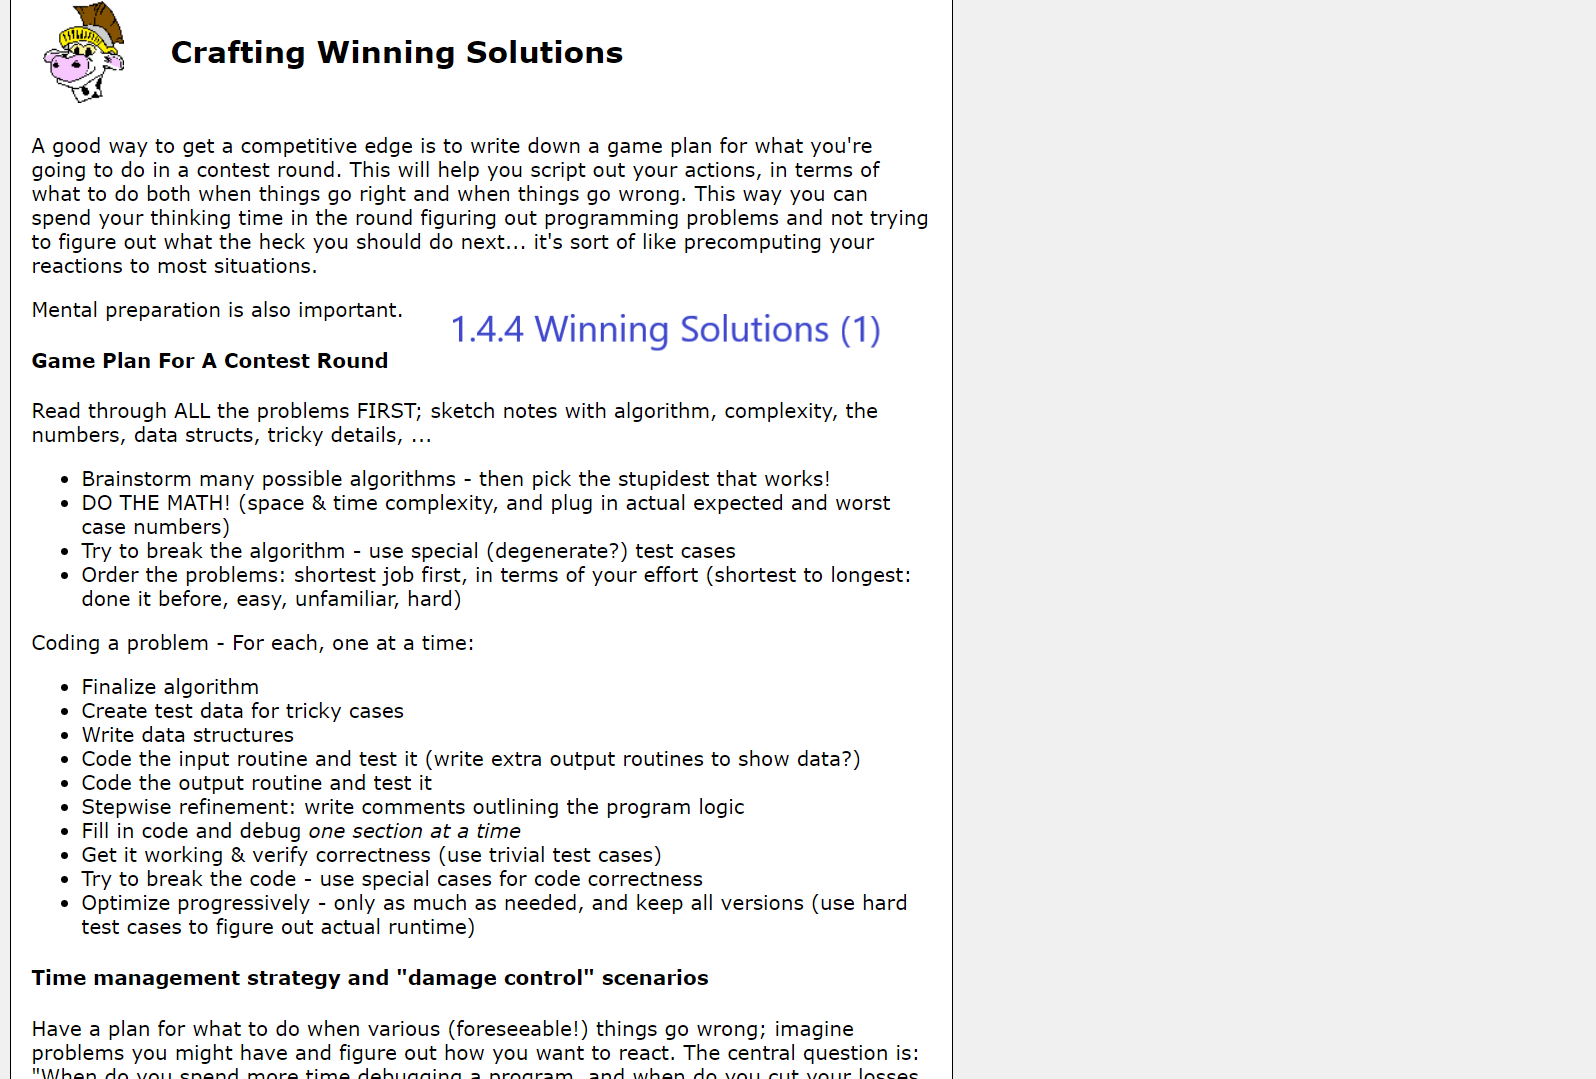 Crafting Winning Solutions
A good way to get a competitive edge is to write down a game plan for what you're
going to do in a contest round. This will help you script out your actions, in terms of
what to do both when things go right and when things go wrong. This way you can
spend your thinking time in the round figuring out programming problems and not trying
to figure out what the heck you should do next... it's sort of like precomputing your
reactions to most situations.
Mental preparation is also important.
1.4.4 Winning Solutions (1)
Game Plan For A Contest Round
Read through ALL the problems FIRST; sketch notes with algorithm, complexity, the
numbers, data structs, tricky details, ...
• Brainstorm many possible algorithms - then pick the stupidest that works!
• DO THE MATH! (space & time complexity, and plug in actual expected and worst
case numbers)
• Try to break the algorithm - use special (degenerate?) test cases
• Order the problems: shortest job first, in terms of your effort (shortest to longest:
done it before, easy, unfamiliar, hard)
Coding a problem - For each, one at a time:
• Finalize algorithm
• Create test data for tricky cases
• Write data structures
• Code the input routine and test it (write extra output routines to show data?)
• Code the output routine and test it
• Stepwise refinement: write comments outlining the program logic
• Fill in code and debug one section at a time
• Get it working & verify correctness (use trivial test cases)
• Try to break the code - use special cases for code correctness
• Optimize progressively - only as much as needed, and keep all versions (use hard
test cases to figure out actual runtime)
Time management strategy and "damage control" scenarios
Have a plan for what to do when various (foreseeable!) things go wrong; imagine
problems you might have and figure out how you want to react. The central question is:
"When do you spend more time debugging a program, and when do you cut your losses